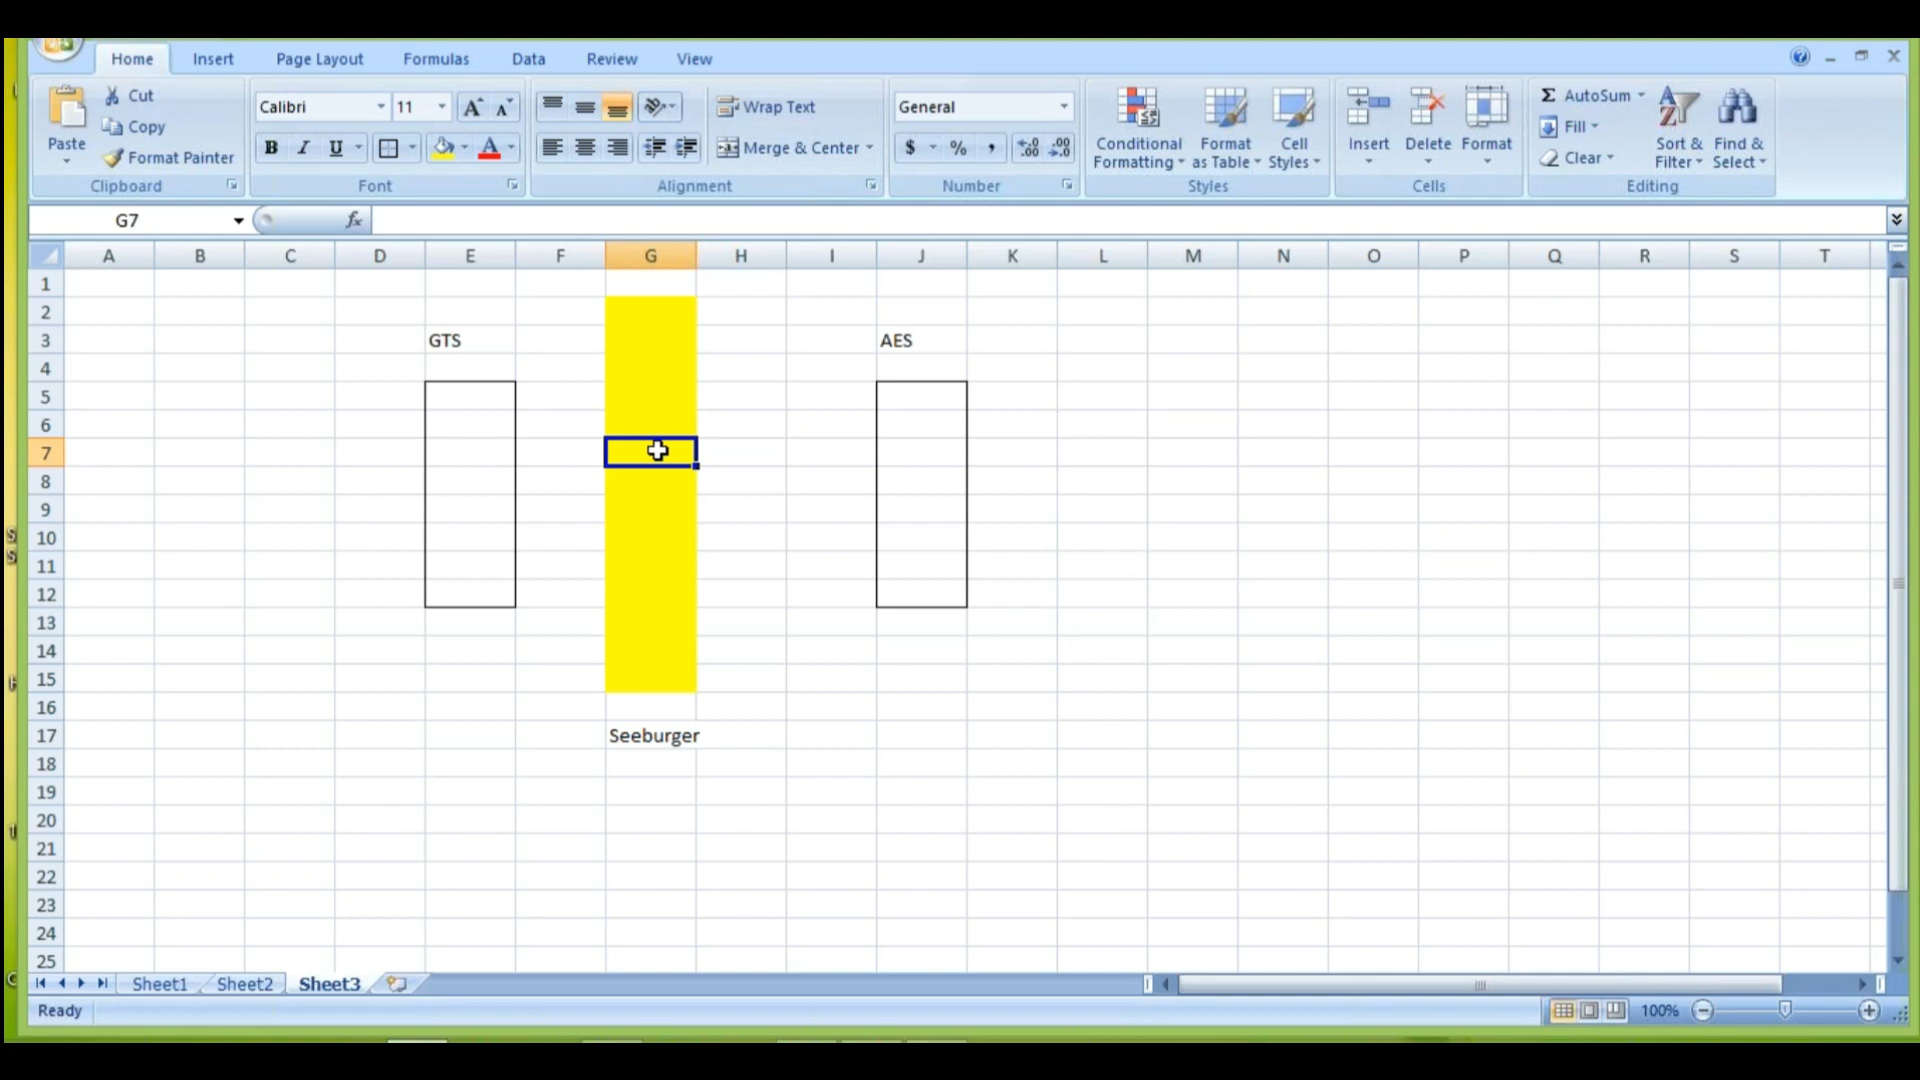 Home Insert Page Layout Formulas Data Review View
Cut
Calibri 11 Wrap Text General AutoSum
Copy Fill
Paste B I U Merge & Center $ % , .00 .0 Conditional Format Cell Insert Delete Format Sort & Find &
Format Painter Formatting as Table Styles Clear Filter Select
Clipboard Font Alignment Number Styles Cells Editing
G7 fx
A B C D E F G H I J K L M N O P Q R S T
1
2
3 GTS AES
4
5
6
7
8
9
10
11
12
13
14
15
16
17 Seeburger
18
19
20
21
22
23
24
25
Sheet1 Sheet2 Sheet3
Ready 100%